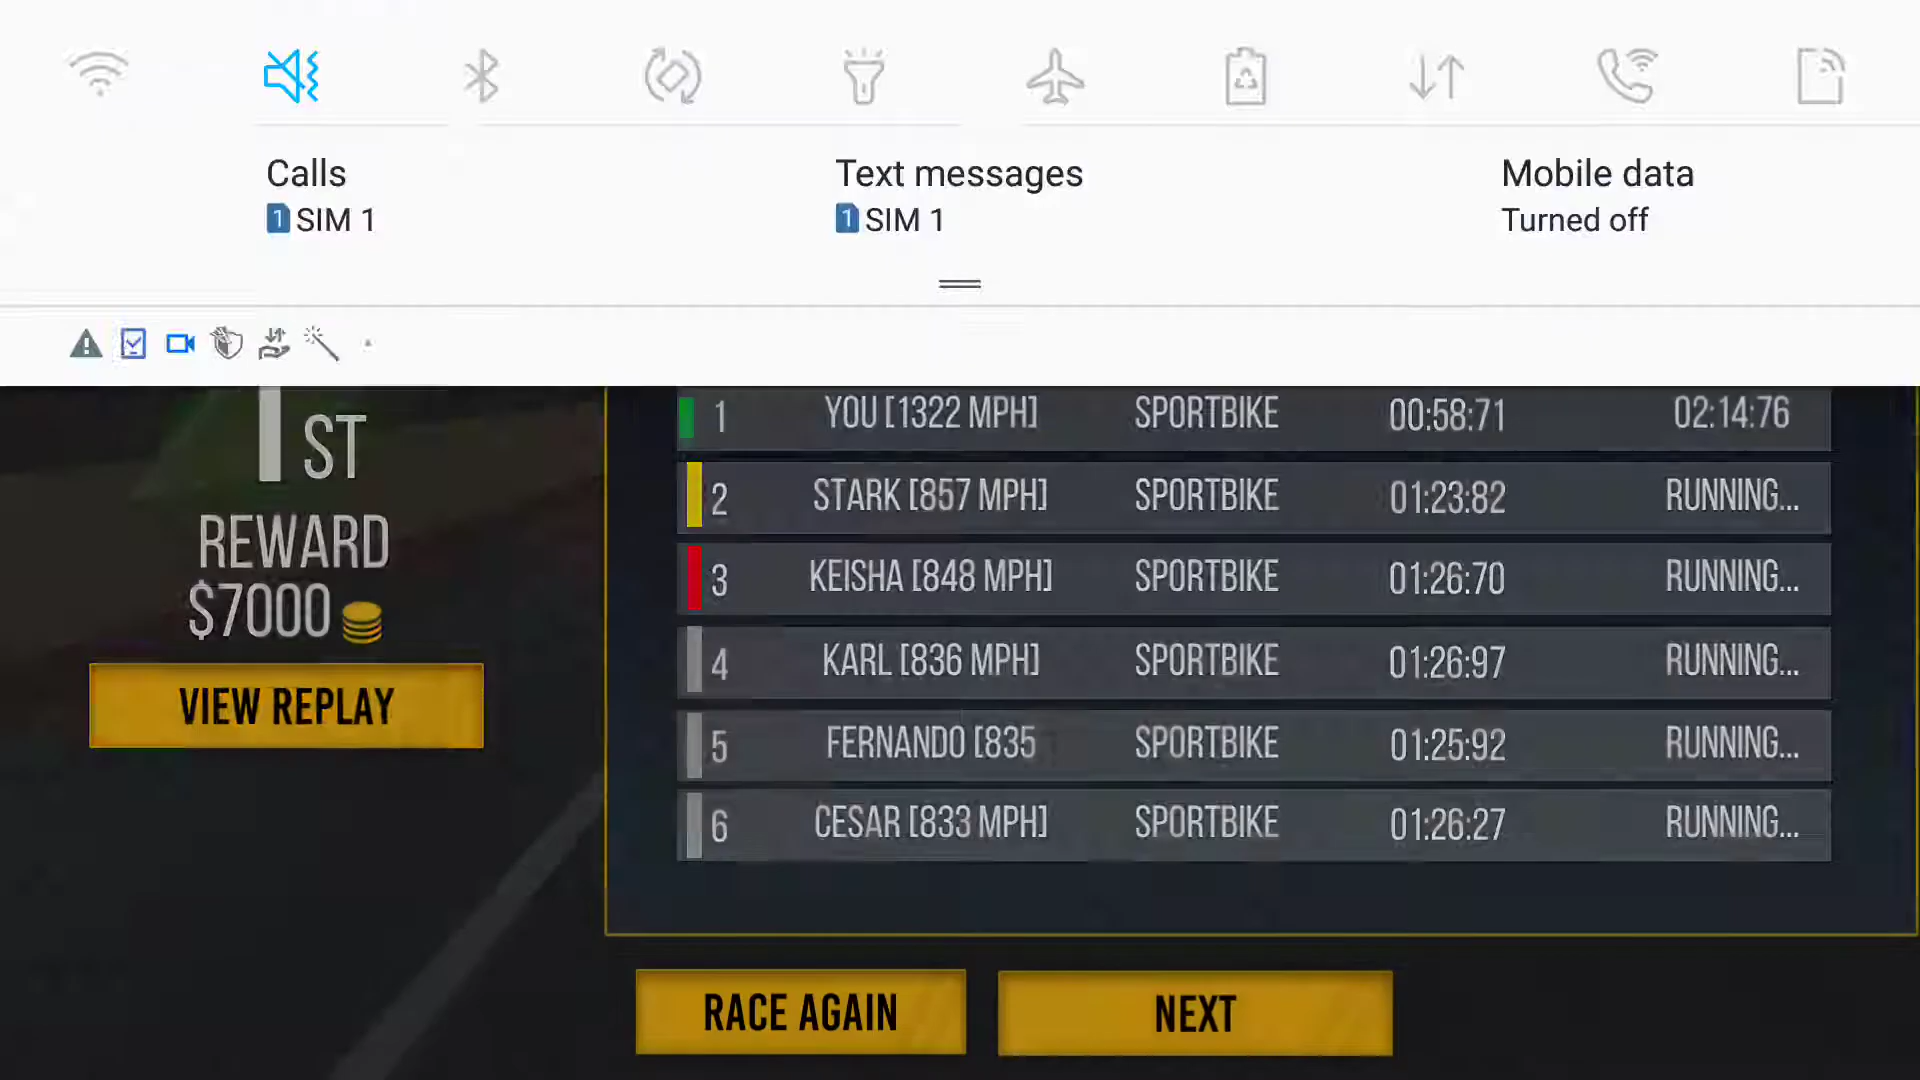 Calls
1 SIM 1
Text messages
1 SIM 1
Mobile data
Turned off
1 ST
REWARD
$7000
VIEW REPLAY
1 YOU [1322 MPH] SPORTBIKE 00:58:71 02:14:76
2 STARK [857 MPH] SPORTBIKE 01:23:82 RUNNING...
3 KEISHA [848 MPH] SPORTBIKE 01:26:70 RUNNING...
4 KARL [836 MPH] SPORTBIKE 01:26:97 RUNNING...
5 FERNANDO [835 SPORTBIKE 01:25:92 RUNNING...
6 CESAR [833 MPH] SPORTBIKE 01:26:27 RUNNING...
RACE AGAIN
NEXT